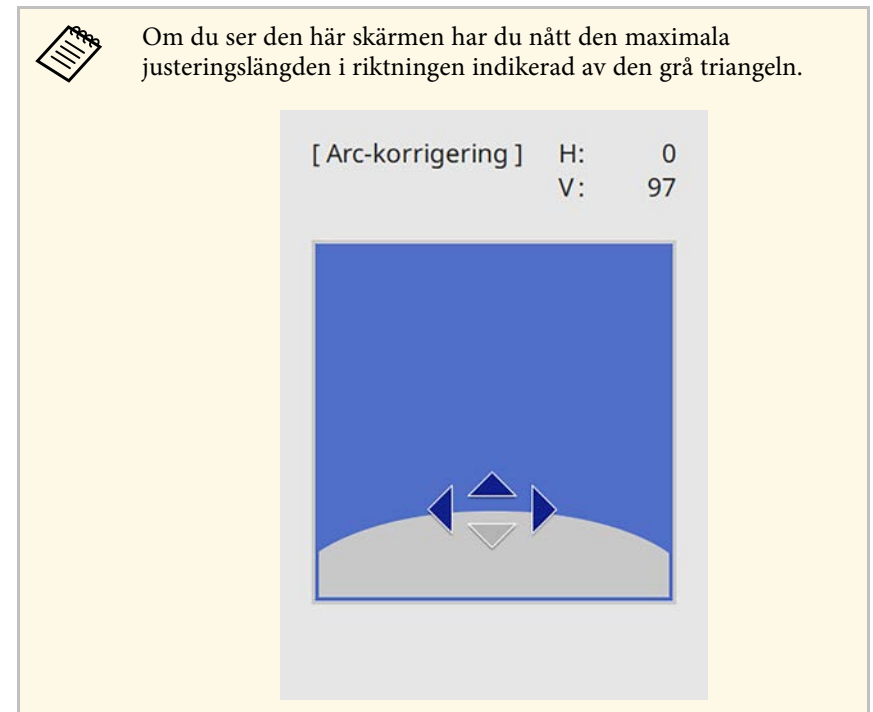 Om du ser den här skärmen har du nått den maximala
justeringslängden i riktningen indikerad av den grå triangeln.
[ Arc-korrigering ] H: 0
V: 97